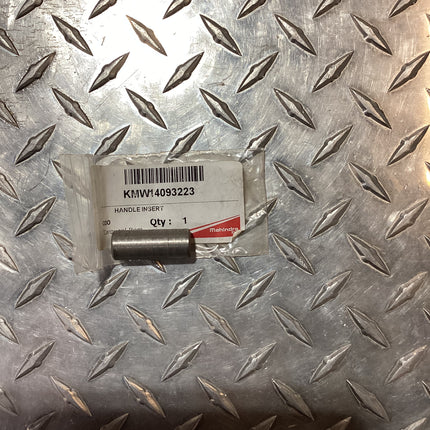 KMW14093223
HANDLE INSERT
Qty : 1
Mahindra